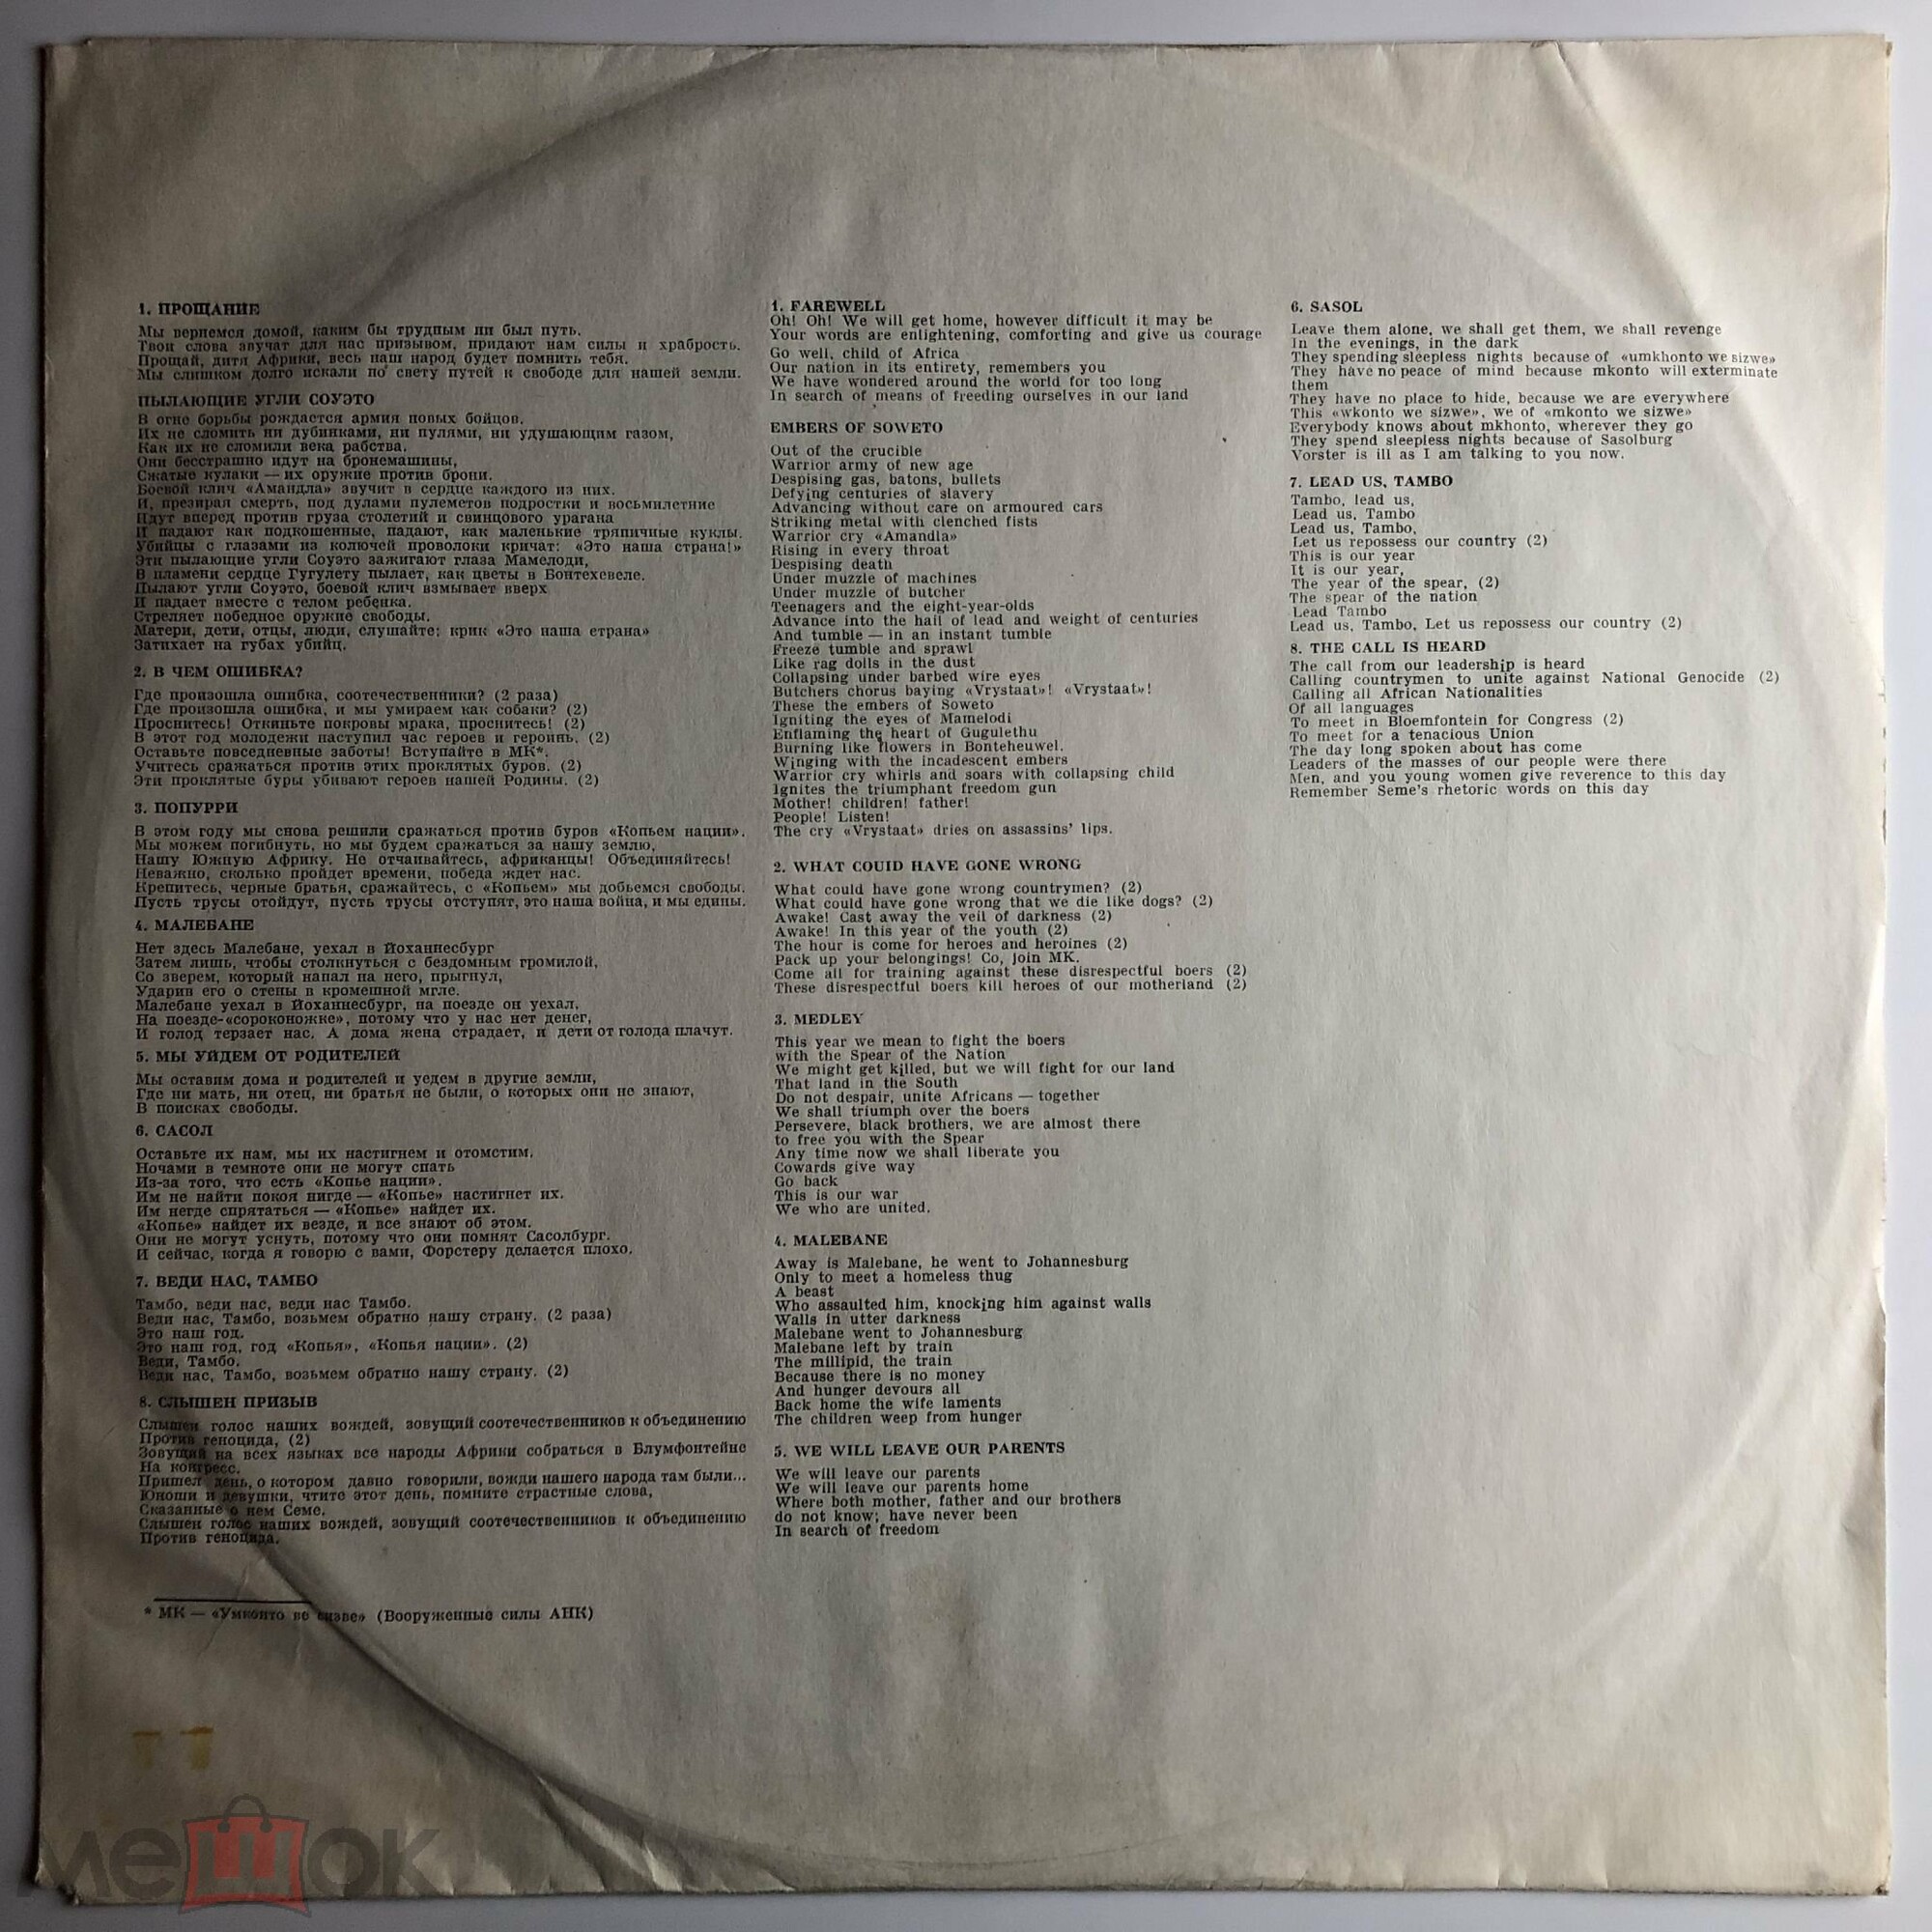 1. ПРОЩАНИЕ
Мы вернемся домой, каким бы трудным ни был путь.
Твои слова звучат для нас призывом, придают нам силы и храбрость.
Прощай, дитя Африки, весь наш народ будет помнить тебя.
Мы слишком долго искали по свету путей к свободе для нашей земли.
ПЫЛАЮЩИЕ УГЛИ СОУЭТО
В огне борьбы рождается армия новых бойцов.
Их не сломить ни дубинками, ни пулями, ни удушающим газом,
Как их не сломили века рабства.
Они бесстрашно идут на бронемашины,
Сжатые кулаки — их оружие против брони.
Боевой клич «Амандла» звучит в сердце каждого из них.
И, презирая смерть, под дулами пулеметов подростки и восьмилетние
Идут вперед против груза столетий и свинцового урагана
И падают как подкошенные, падают, как маленькие тряпичные куклы.
Убийцы с глазами из колючей проволоки кричат: «Это наша страна!»
Эти пылающие угли Соуэто зажигают глаза Мамелоди,
В пламени сердце Гугулету пылает, как цветы в Бонтехевеле.
Пылают угли Соуэто, боевой клич взмывает вверх
И падает вместе с телом ребенка.
Стреляет победное оружие свободы.
Матери, дети, отцы, люди, слушайте: крик «Это наша страна»
Затихает на губах убийц.
2. В ЧЕМ ОШИБКА?
Где произошла ошибка, соотечественники? (2 раза)
Где произошла ошибка, и мы умираем как собаки? (2)
Проснитесь! Откиньте покровы мрака, проснитесь! (2)
В этот год молодежи наступил час героев и героинь. (2)
Оставьте повседневные заботы! Вступайте в МК*.
Учитесь сражаться против этих проклятых буров. (2)
Эти проклятые буры убивают героев нашей Родины. (2)
3. ПОПУРРИ
В этом году мы снова решили сражаться против буров «Копьем нации».
Мы можем погибнуть, но мы будем сражаться за нашу землю,
Нашу Южную Африку. Не отчаивайтесь, африканцы! Объединяйтесь!
Неважно, сколько пройдет времени, победа ждет нас.
Крепитесь, черные братья, сражайтесь, с «Копьем» мы добьемся свободы.
Пусть трусы отойдут, пусть трусы отступят, это наша война, и мы едины.
4. МАЛЕБАНЕ
Нет здесь Малебане, уехал в Йоханнесбург
Затем лишь, чтобы столкнуться с бездомным громилой,
Со зверем, который напал на него, прыгнул,
Ударив его о стены в кромешной мгле.
Малебане уехал в Йоханнесбург, на поезде он уехал,
На поезде-«сороконожке», потому что у нас нет денег,
И голод терзает нас. А дома жена страдает, и дети от голода плачут.
5. МЫ УЙДЕМ ОТ РОДИТЕЛЕЙ
Мы оставим дома и родителей и уедем в другие земли,
Где ни мать, ни отец, ни братья не были, о которых они не знают,
В поисках свободы.
6. САСОЛ
Оставьте их нам, мы их настигнем и отомстим,
Ночами в темноте они не могут спать
Из-за того, что есть «Копье нации».
Им не найти покоя нигде — «Копье» настигнет их.
Им негде спрятаться — «Копье» найдет их.
«Копье» найдет их везде, и все знают об этом.
Они не могут уснуть, потому что они помнят Сасолбург.
И сейчас, когда я говорю с вами, Форстеру делается плохо.
7. ВЕДИ НАС, ТАМБО
Тамбо, веди нас, веди нас Тамбо.
Веди нас, Тамбо, возьмем обратно нашу страну. (2 раза)
Это наш год.
Это наш год, год «Копья», «Копья нации». (2)
Веди, Тамбо.
Веди нас, Тамбо, возьмем обратно нашу страну. (2)
8. СЛЫШЕН ПРИЗЫВ
Слышен голос наших вождей, зовущий соотечественников к объединению
Против геноцида, (2)
Зовущий на всех языках все народы Африки собраться в Блумфонтейне
На конгресс.
Пришел день, о котором давно говорили, вожди нашего народа там были...
Юноши и девушки, чтите этот день, помните страстные слова,
Сказанные о нем Семе.
Слышен голос наших вождей, зовущий соотечественников к объединению
Против геноцида.
* МК — «Умконто ве сизве» (Вооруженные силы АНК)
1. FAREWELL
Oh! Oh! We will get home, however difficult it may be
Your words are enlightening, comforting and give us courage
Go well, child of Africa
Our nation in its entirety, remembers you
We have wondered around the world for too long
In search of means of freeding ourselves in our land
EMBERS OF SOWETO
Out of the crucible
Warrior army of new age
Despising gas, batons, bullets
Defying centuries of slavery
Advancing without care on armoured cars
Striking metal with clenched fists
Warrior cry «Amandla»
Rising in every throat
Despising death
Under muzzle of machines
Under muzzle of butcher
Teenagers and the eight-year-olds
Advance into the hail of lead and weight of centuries
And tumble — in an instant tumble
Freeze tumble and sprawl
Like rag dolls in the dust
Collapsing under barbed wire eyes
Butchers chorus baying «Vrystaat»! «Vrystaat»!
These the embers of Soweto
Igniting the eyes of Mamelodi
Enflaming the heart of Gugulethu
Burning like flowers in Bonteheuwel.
Winging with the incadescent embers
Warrior cry whirls and soars with collapsing child
Ignites the triumphant freedom gun
Mother! children! father!
People! Listen!
The cry «Vrystaat» dries on assassins' lips.
2. WHAT COUID HAVE GONE WRONG
What could have gone wrong countrymen? (2)
What could have gone wrong that we die like dogs? (2)
Awake! Cast away the veil of darkness (2)
Awake! In this year of the youth (2)
The hour is come for heroes and heroines (2)
Pack up your belongings! Co, join MK.
Come all for training against these disrespectful boers (2)
These disrespectful boers kill heroes of our motherland (2)
3. MEDLEY
This year we mean to fight the boers
with the Spear of the Nation
We might get killed, but we will fight for our land
That land in the South
Do not despair, unite Africans — together
We shall triumph over the boers
Persevere, black brothers, we are almost there
to free you with the Spear
Any time now we shall liberate you
Cowards give way
Go back
This is our war
We who are united.
4. MALEBANE
Away is Malebane, he went to Johannesburg
Only to meet a homeless thug
A beast
Who assaulted him, knocking him against walls
Walls in utter darkness
Malebane went to Johannesburg
Malebane left by train
The millipid, the train
Because there is no money
And hunger devours all
Back home the wife laments
The children weep from hunger
5. WE WILL LEAVE OUR PARENTS
We will leave our parents
We will leave our parents home
Where both mother, father and our brothers
do not know; have never been
In search of freedom
6. SASOL
Leave them alone, we shall get them, we shall revenge
In the evenings, in the dark
They spending sleepless nights because of «umkhonto we sizwe»
They have no peace of mind because mkonto will exterminate
them
They have no place to hide, because we are everywhere
This «wkonto we sizwe», we of «mkonto we sizwe»
Everybody knows about mkhonto, wherever they go
They spend sleepless nights because of Sasolburg
Vorster is ill as I am talking to you now.
7. LEAD US, TAMBO
Tambo, lead us,
Lead us, Tambo
Lead us, Tambo,
Let us repossess our country (2)
This is our year
It is our year,
The year of the spear, (2)
The spear of the nation
Lead Tambo
Lead us, Tambo, Let us repossess our country (2)
8. THE CALL IS HEARD
The call from our leadership is heard
Calling countrymen to unite against National Genocide (2)
Calling all African Nationalities
Of all languages
To meet in Bloemfontein for Congress (2)
To meet for a tenacious Union
The day long spoken about has come
Leaders of the masses of our people were there
Men, and you young women give reverence to this day
Remember Seme's rhetoric words on this day
мешок